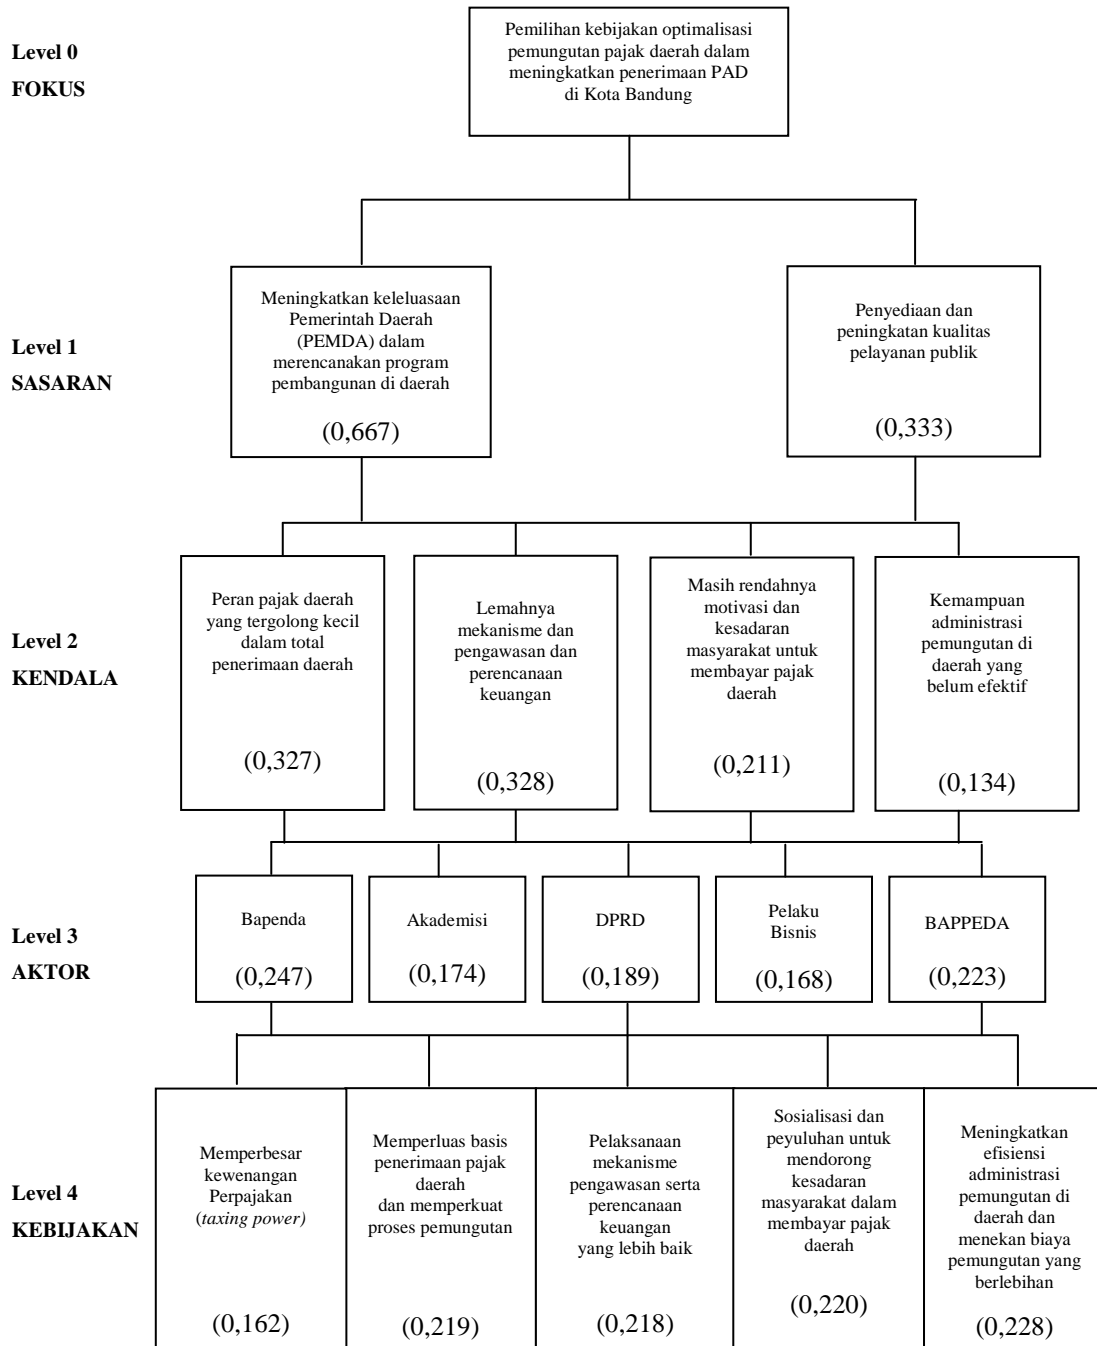 Level 0
FOKUS
Pemilihan kebijakan optimalisasi
pemungutan pajak daerah dalam
meningkatkan penerimaan PAD
di Kota Bandung
Level 1
SASARAN
Meningkatkan keleluasaan
Pemerintah Daerah
(PEMDA) dalam
merencanakan program
pembangunan di daerah
(0,667)
Penyediaan dan
peningkatan kualitas
pelayanan publik
(0,333)
Level 2
KENDALA
Peran pajak daerah
yang tergolong kecil
dalam total
penerimaan daerah
(0,327)
Lemahnya
mekanisme dan
pengawasan dan
perencanaan
keuangan
(0,328)
Masih rendahnya
motivasi dan
kesadaran
masyarakat untuk
membayar pajak
daerah
(0,211)
Kemampuan
administrasi
pemungutan di
daerah yang
belum efektif
(0,134)
Level 3
AKTOR
Bapenda
(0,247)
Akademisi
(0,174)
DPRD
(0,189)
Pelaku
Bisnis
(0,168)
BAPPEDA
(0,223)
Level 4
KEBIJAKAN
Memperbesar
kewenangan
Perpajakan
(taxing power)
(0,162)
Memperluas basis
penerimaan pajak
daerah
dan memperkuat
proses pemungutan
(0,219)
Pelaksanaan
mekanisme
pengawasan serta
perencanaan
keuangan
yang lebih baik
(0,218)
Sosialisasi dan
peyuluhan untuk
mendorong
kesadaran
masyarakat dalam
membayar pajak
daerah
(0,220)
Meningkatkan
efisiensi
administrasi
pemungutan di
daerah dan
menekan biaya
pemungutan yang
berlebihan
(0,228)